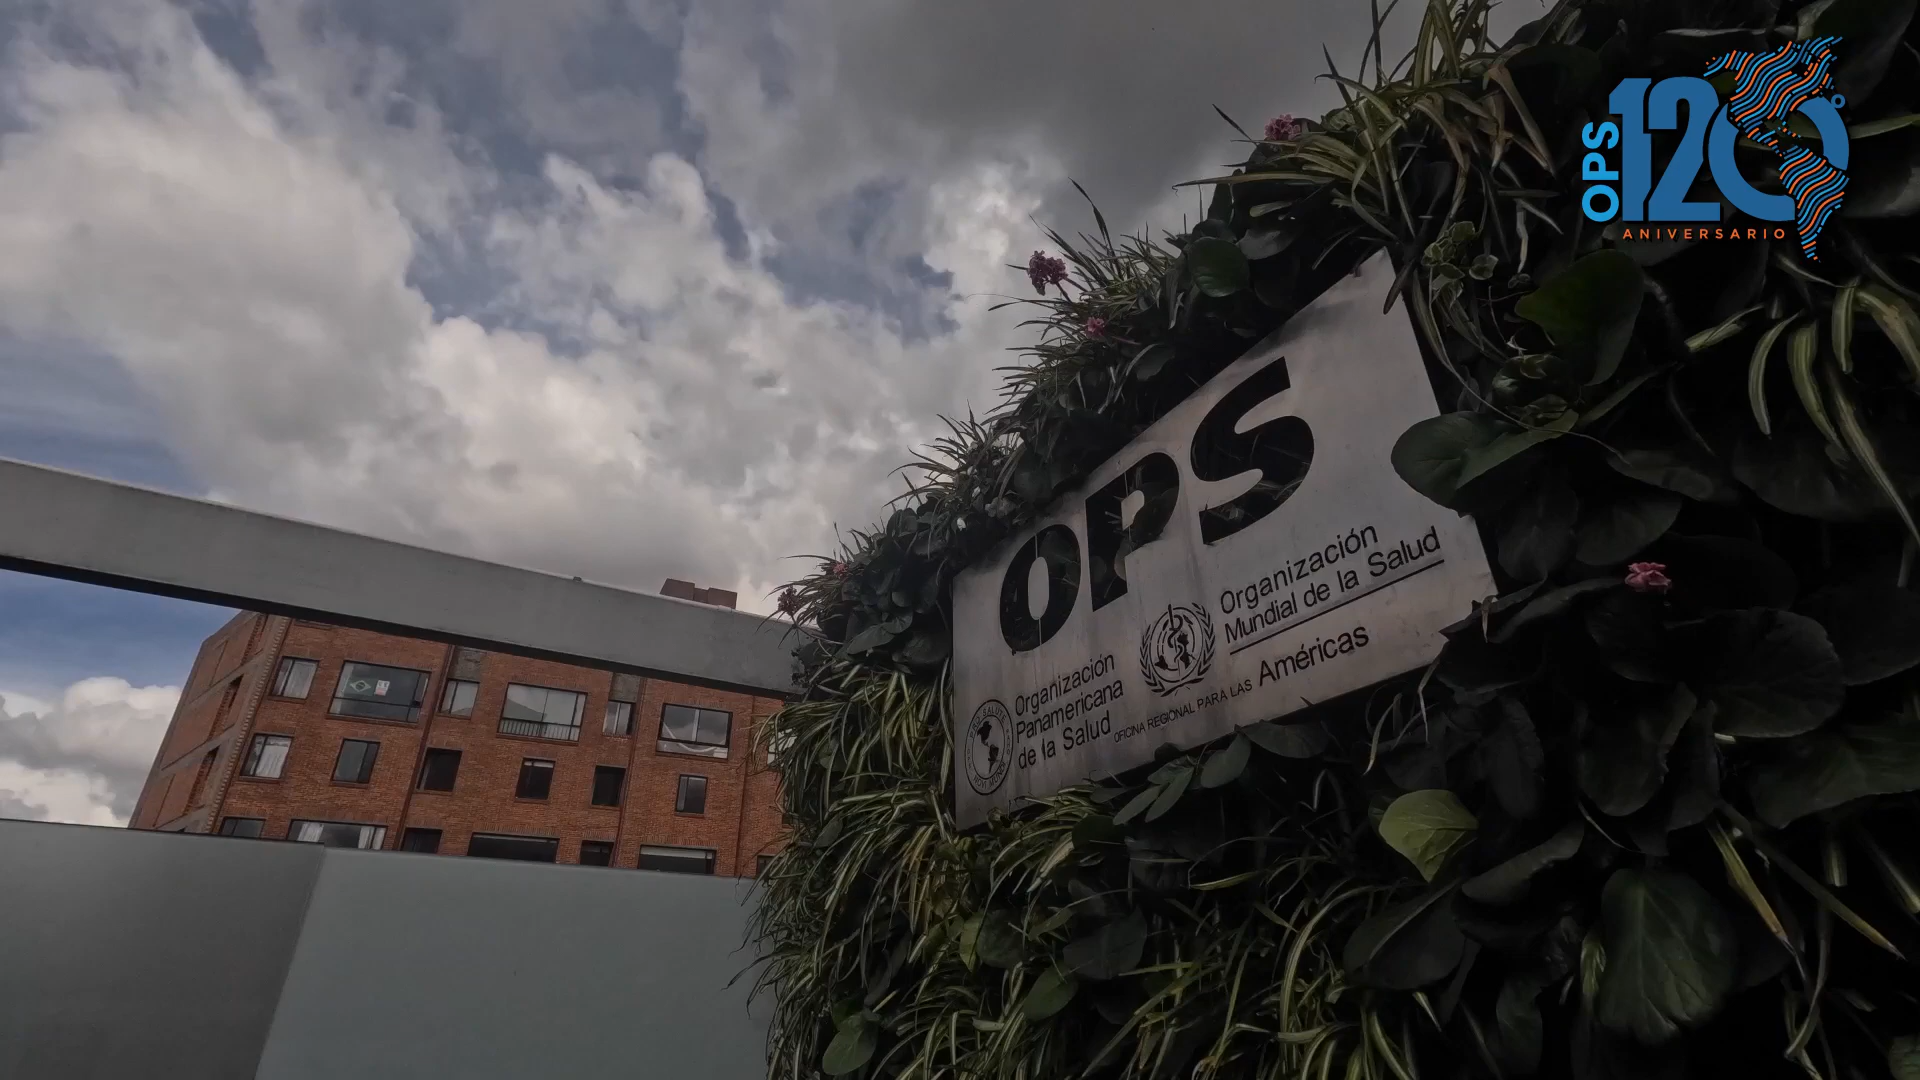 OPS
120°
ANIVERSARIO
OPS
Organización
Panamericana
de la Salud
Organización
Mundial de la Salud
OFICINA REGIONAL PARA LAS Américas